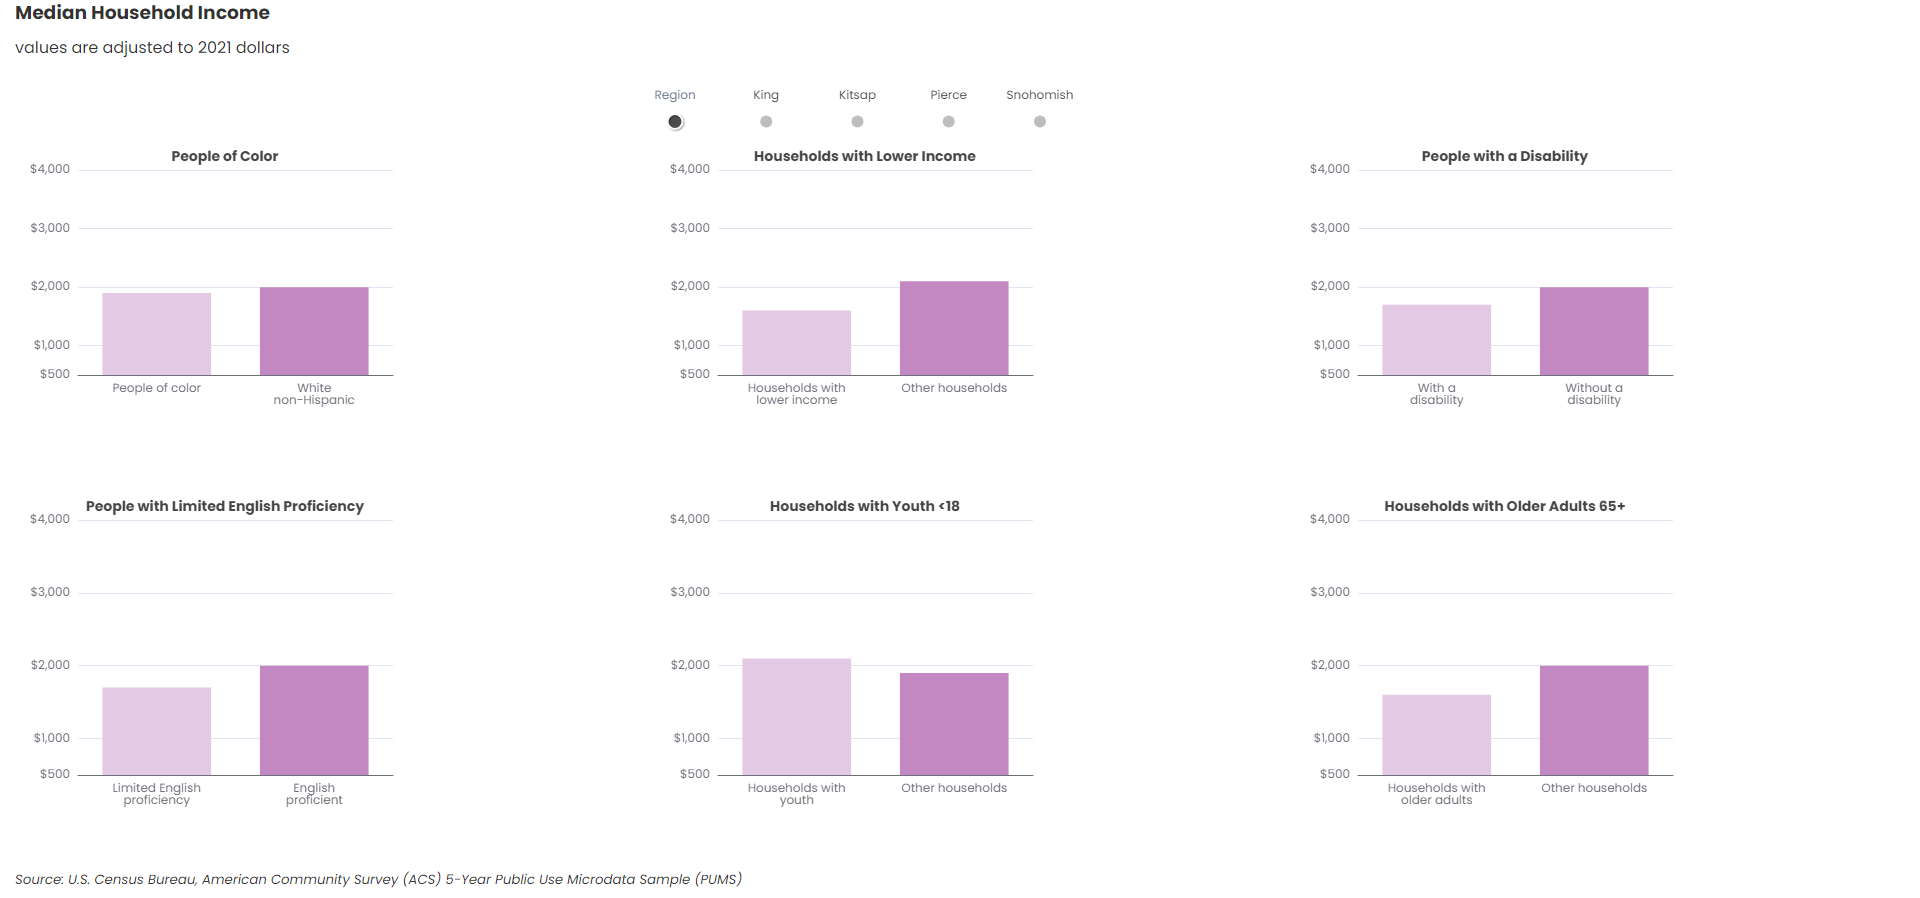 Median Household Income
values are adjusted to 2021 dollars
Region King Kitsap Pierce Snohomish
People of Color
$4,000
$3,000
$2,000
$1,000
$500
People of color
White
non-Hispanic
Households with Lower Income
$4,000
$3,000
$2,000
$1,000
$500
Households with
lower income
Other households
People with a Disability
$4,000
$3,000
$2,000
$1,000
$500
With a
disability
Without a
disability
People with Limited English Proficiency
$4,000
$3,000
$2,000
$1,000
$500
Limited English
proficiency
English
proficient
Households with Youth <18
$4,000
$3,000
$2,000
$1,000
$500
Households with
youth
Other households
Households with Older Adults 65+
$4,000
$3,000
$2,000
$1,000
$500
Households with
older adults
Other households
Source: U.S. Census Bureau, American Community Survey (ACS) 5-Year Public Use Microdata Sample (PUMS)